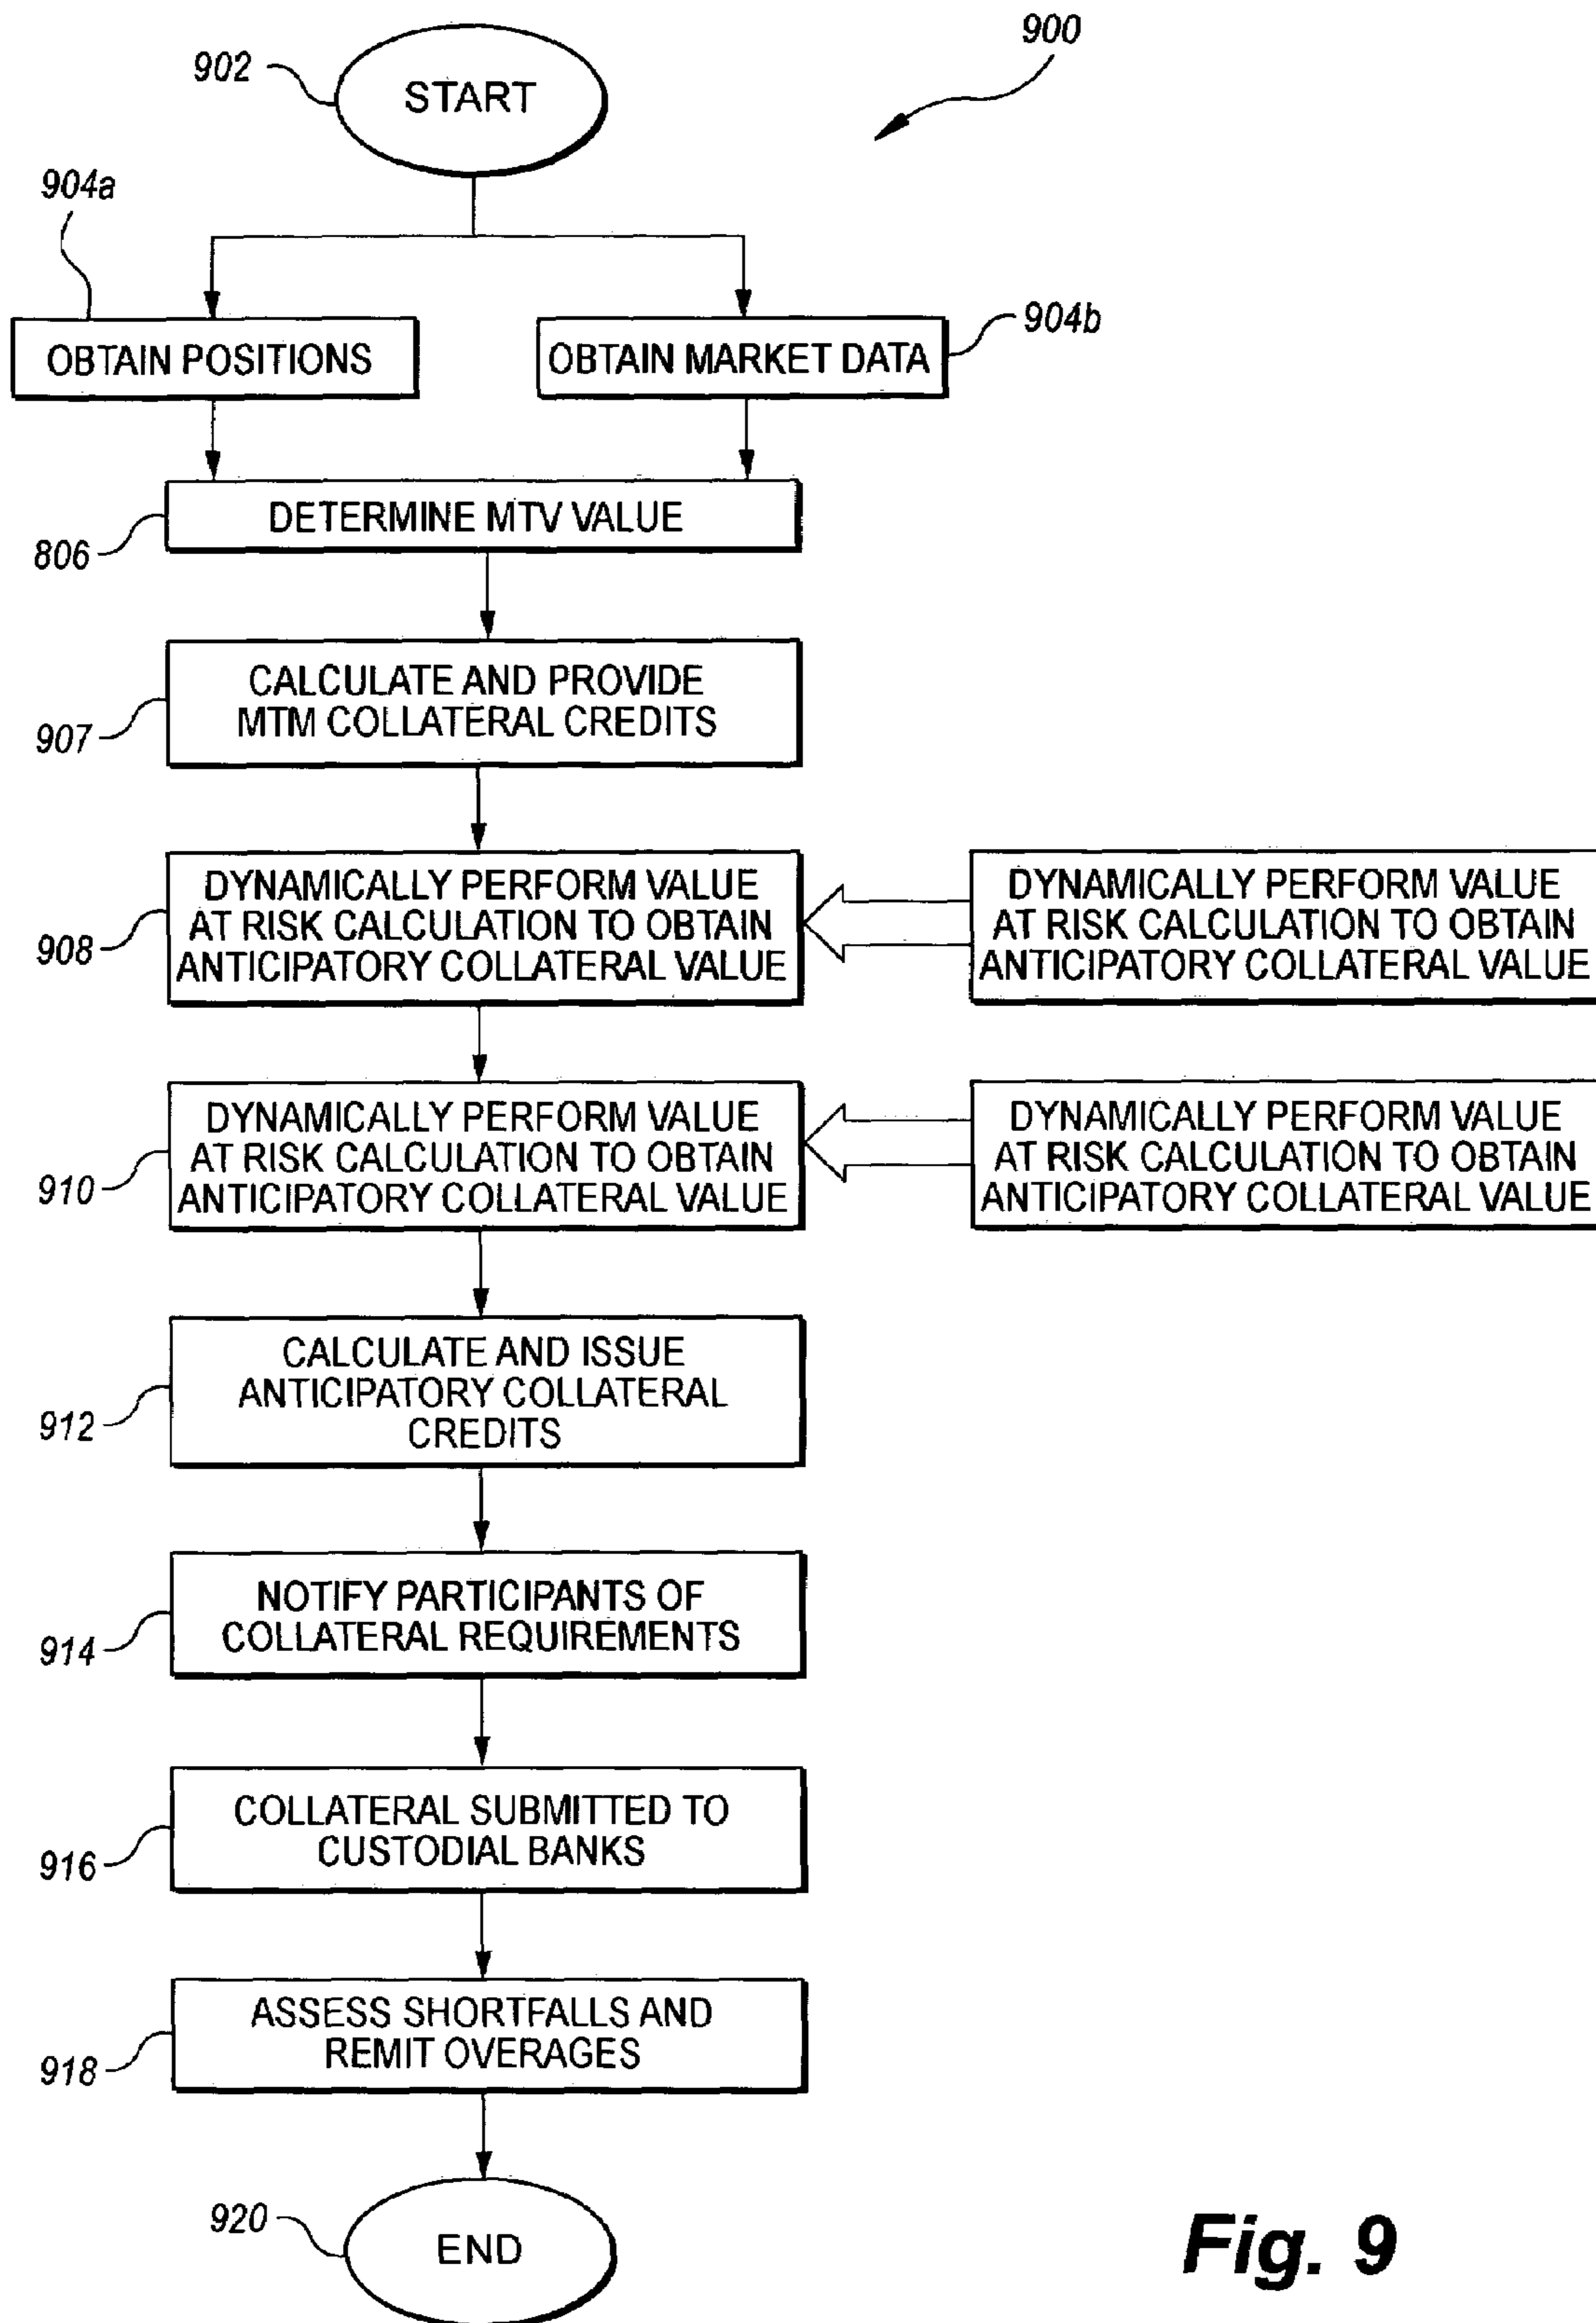 900
902
START
904a
904b
OBTAIN POSITIONS
OBTAIN MARKET DATA
DETERMINE MTV VALUE
806
CALCULATE AND PROVIDE
MTM COLLATERAL CREDITS
907
DYNAMICALLY PERFORM VALUE
AT RISK CALCULATION TO OBTAIN
ANTICIPATORY COLLATERAL VALUE
908
DYNAMICALLY PERFORM VALUE
AT RISK CALCULATION TO OBTAIN
ANTICIPATORY COLLATERAL VALUE
DYNAMICALLY PERFORM VALUE
AT RISK CALCULATION TO OBTAIN
ANTICIPATORY COLLATERAL VALUE
910
DYNAMICALLY PERFORM VALUE
AT RISK CALCULATION TO OBTAIN
ANTICIPATORY COLLATERAL VALUE
CALCULATE AND ISSUE
ANTICIPATORY COLLATERAL
CREDITS
912
NOTIFY PARTICIPANTS OF
COLLATERAL REQUIREMENTS
914
COLLATERAL SUBMITTED TO
CUSTODIAL BANKS
916
ASSESS SHORTFALLS AND
REMIT OVERAGES
918
920
END
Fig. 9